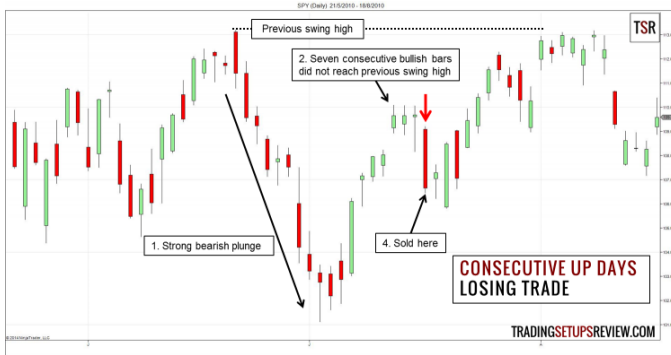 SPY (Daily) 21/5/2010 - 18/8/2010
TSR
Previous swing high
2. Seven consecutive bullish bars
did not reach previous swing high
1. Strong bearish plunge
4. Sold here
CONSECUTIVE UP DAYS
LOSING TRADE
TRADINGSETUPSREVIEW.COM